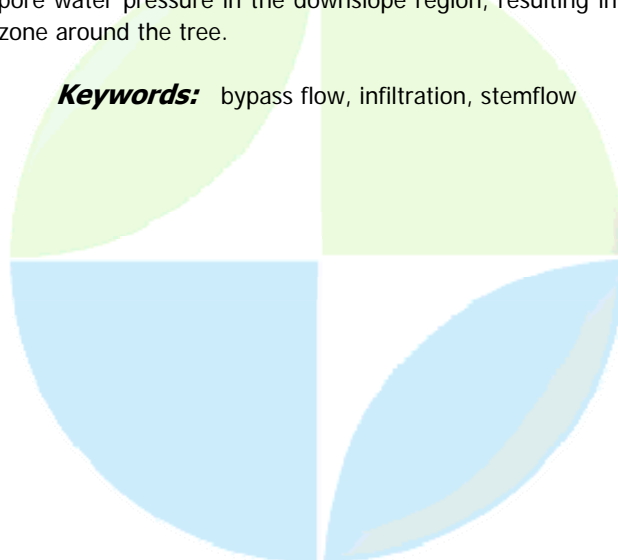 pore water pressure in the downslope region, resulting in
zone around the tree.
Keywords: bypass flow, infiltration, stemflow